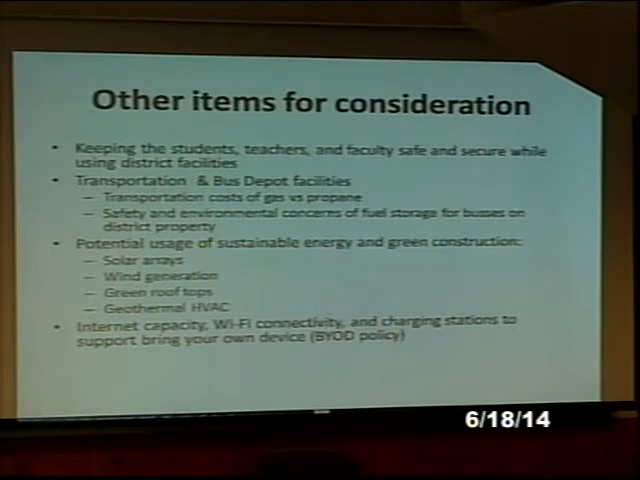 Other items for consideration
• Keeping the students, teachers, and faculty safe and secure while
using district facilities
• Transportation & Bus Depot facilities
– Transportation costs of gas vs propane
– Safety and environmental concerns of fuel storage for busses on
district property
• Potential usage of sustainable energy and green construction:
– Solar arrays
– Wind generation
– Green roof tops
– Geothermal HVAC
• Internet capacity, Wi-Fi connectivity, and charging stations to
support bring your own device (BYOD policy)
6/18/14